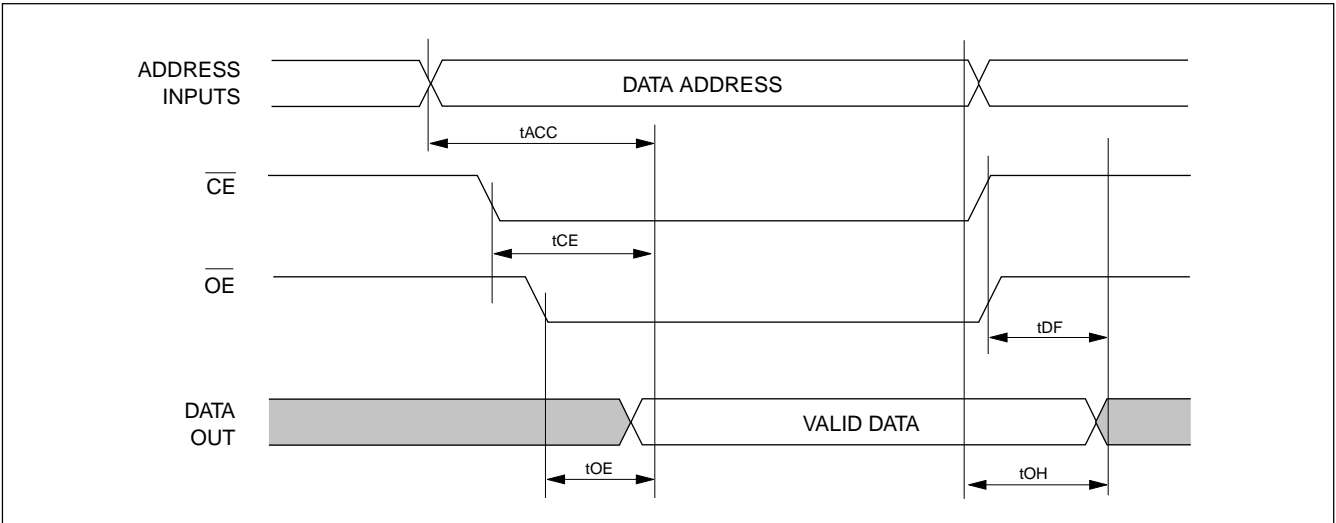 ADDRESS
INPUTS
DATA ADDRESS
tACC
CE
tCE
OE
tDF
DATA
OUT
VALID DATA
tOE
tOH